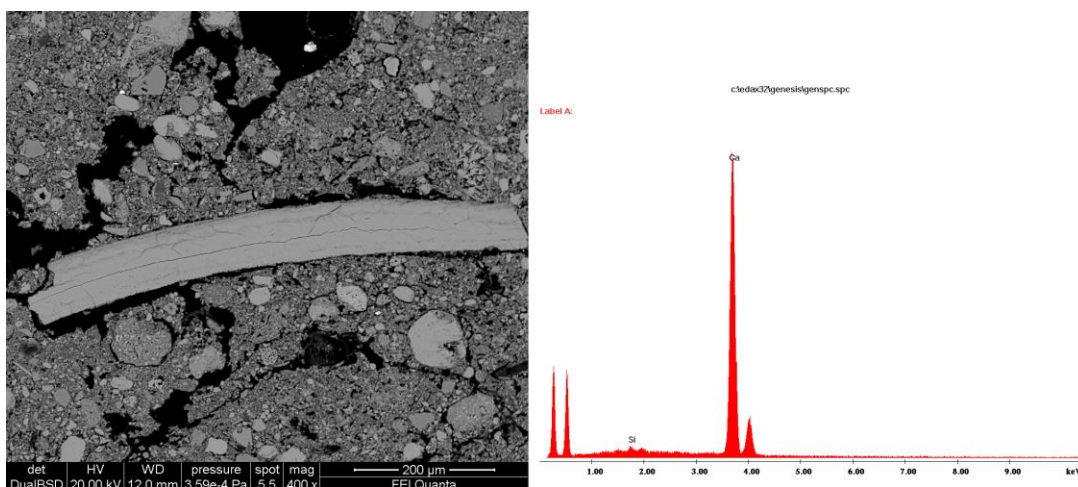 c:\edax32\genesis\genspc.spc
Label A:
Ca
Si
1.00 2.00 3.00 4.00 5.00 6.00 7.00 8.00 9.00 keV
det HV WD pressure spot mag 200 µm
DualBSD 20.00 kV 12.0 mm 3.59e-4 Pa 5.5 400 x FEI Quanta